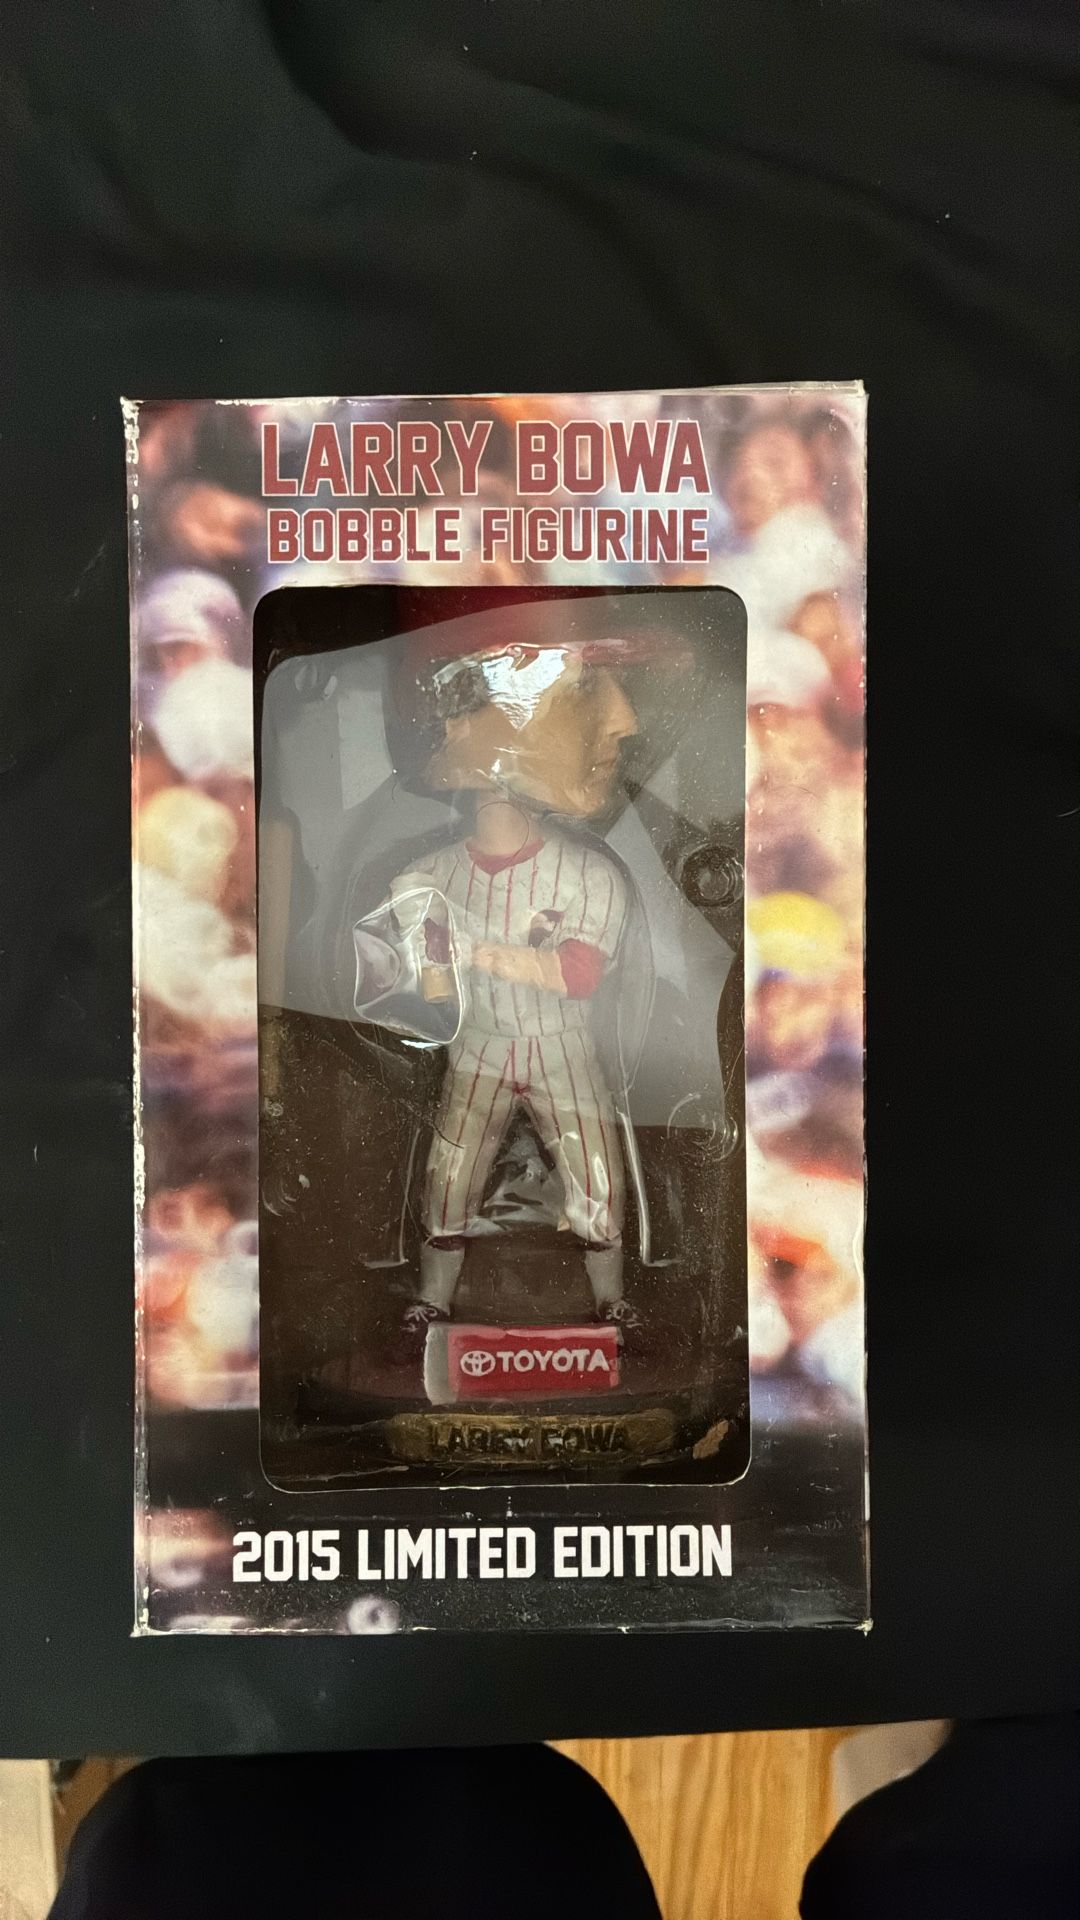 LARRY BOWA
BOBBLE FIGURINE
TOYOTA
LARRY BOWA
2015 LIMITED EDITION